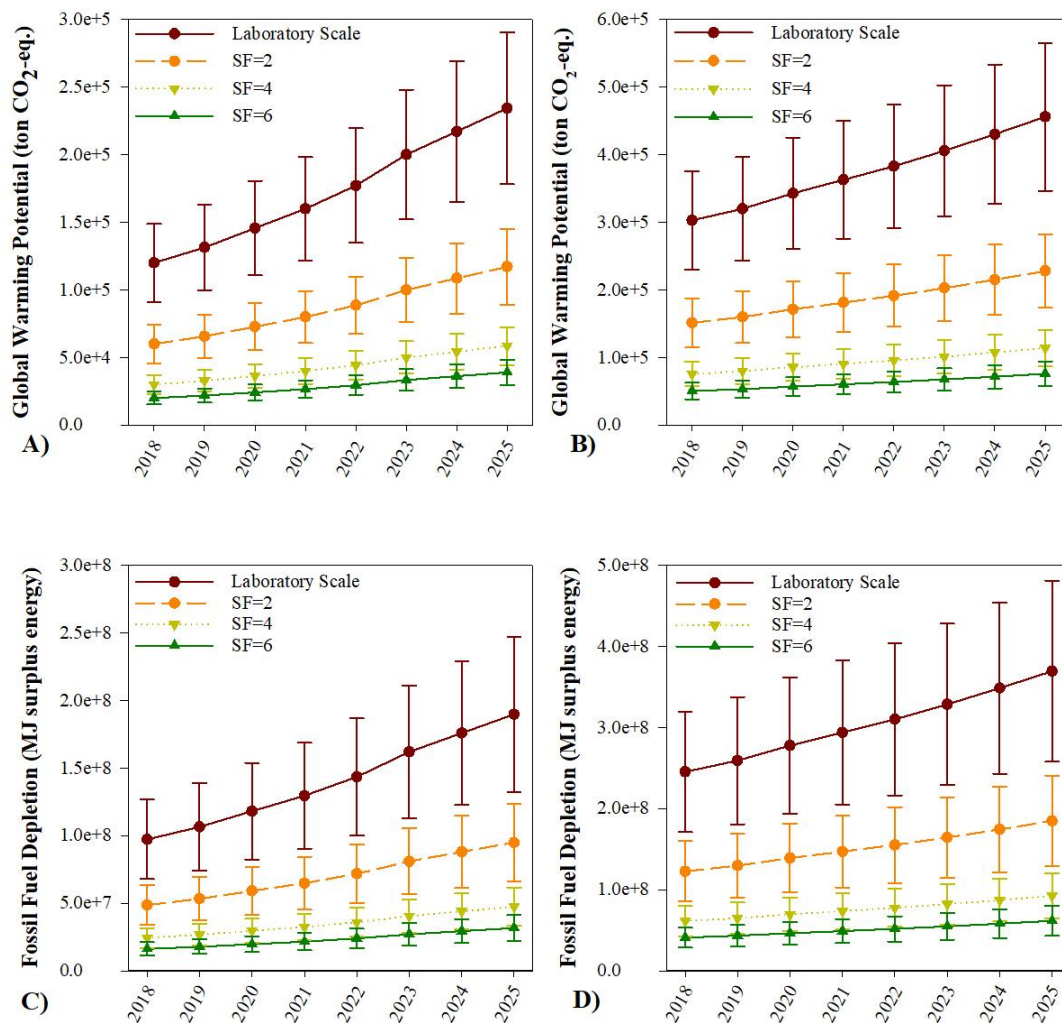 3.0e+5
2.5e+5
2.0e+5
1.5e+5
1.0e+5
5.0e+4
0.0
Global Warming Potential (ton CO2-eq.)
Laboratory Scale
SF=2
SF=4
SF=6
2018
2019
2020
2021
2022
2023
2024
2025
A)
6.0e+5
5.0e+5
4.0e+5
3.0e+5
2.0e+5
1.0e+5
0.0
Global Warming Potential (ton CO2-eq.)
Laboratory Scale
SF=2
SF=4
SF=6
2018
2019
2020
2021
2022
2023
2024
2025
B)
3.0e+8
2.5e+8
2.0e+8
1.5e+8
1.0e+8
5.0e+7
0.0
Fossil Fuel Depletion (MJ surplus energy)
Laboratory Scale
SF=2
SF=4
SF=6
2018
2019
2020
2021
2022
2023
2024
2025
C)
5.0e+8
4.0e+8
3.0e+8
2.0e+8
1.0e+8
0.0
Fossil Fuel Depletion (MJ surplus energy)
Laboratory Scale
SF=2
SF=4
SF=6
2018
2019
2020
2021
2022
2023
2024
2025
D)